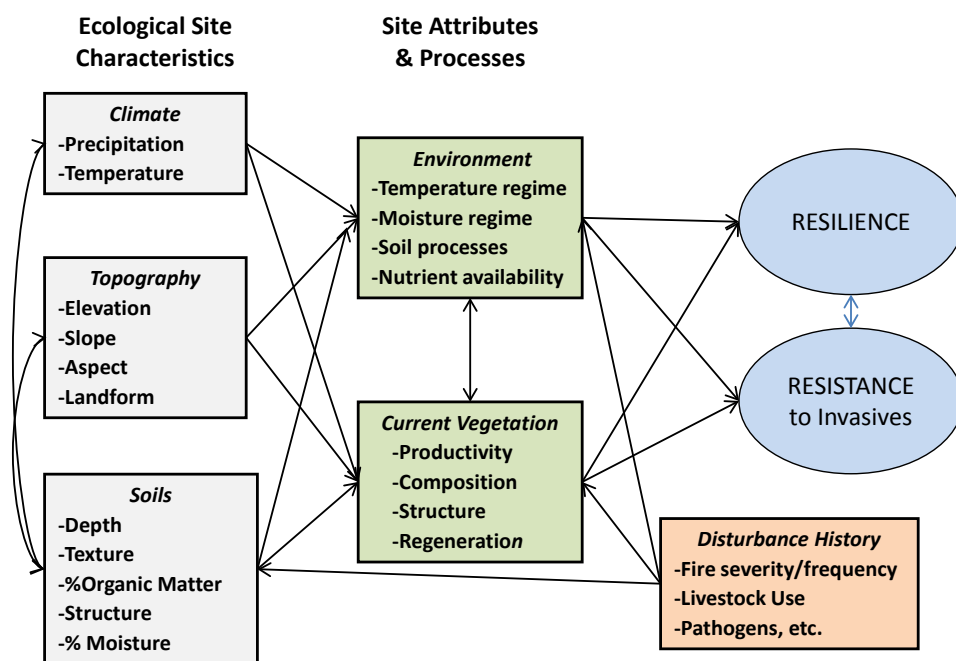 Ecological Site
Characteristics
Site Attributes
& Processes
Climate
-Precipitation
-Temperature
Topography
-Elevation
-Slope
-Aspect
-Landform
Soils
-Depth
-Texture
-%Organic Matter
-Structure
-% Moisture
Environment
-Temperature regime
-Moisture regime
-Soil processes
-Nutrient availability
Current Vegetation
-Productivity
-Composition
-Structure
-Regeneration
RESILIENCE
RESISTANCE
to Invasives
Disturbance History
-Fire severity/frequency
-Livestock Use
-Pathogens, etc.